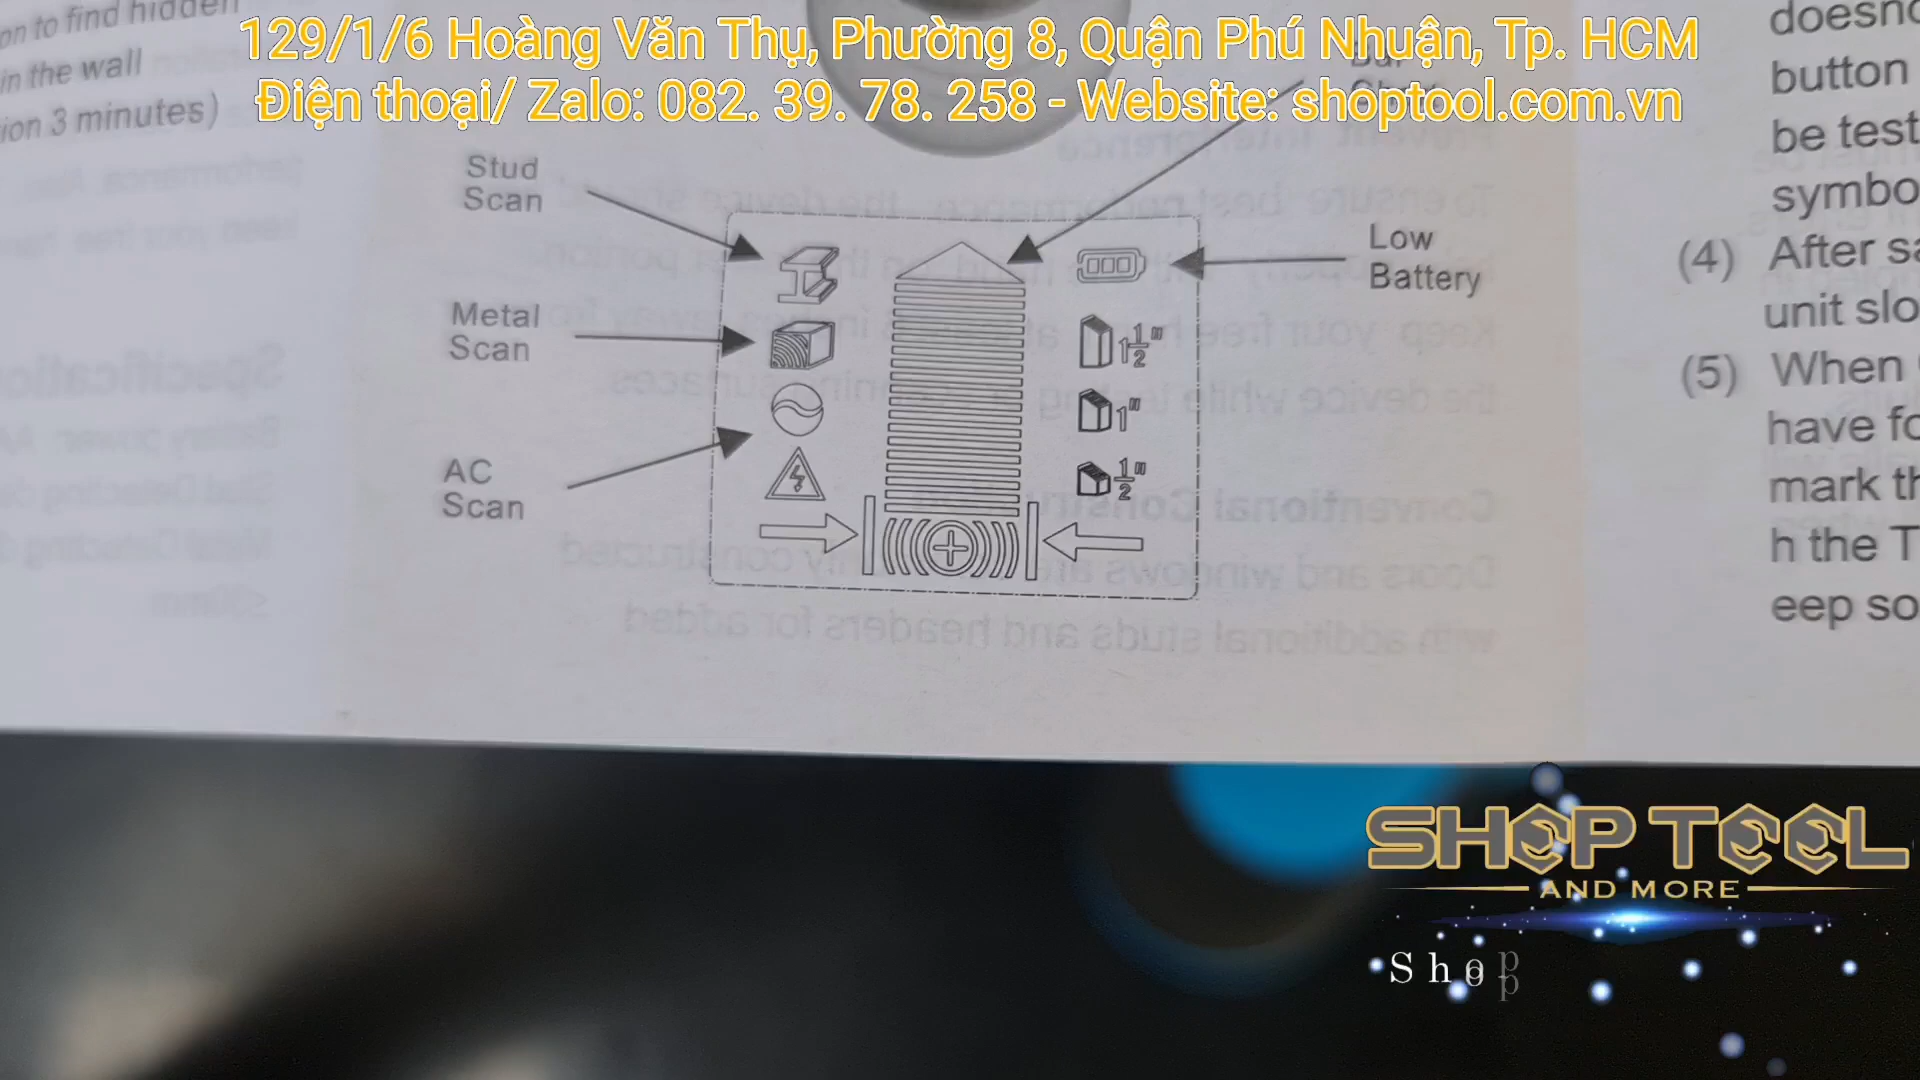 129/1/6 Hoàng Văn Thụ, Phường 8, Quận Phú Nhuận, Tp. HCM
Điện thoại/ Zalo: 082. 39. 78. 258 - Website: shoptool.com.vn
on to find hidden
in the wall
ion 3 minutes)
Stud
Scan
Metal
Scan
AC
Scan
Low
Battery
1 1/2"
1"
1/2"
button
be test
symbo
(4) After sa
unit slo
(5) When
have fo
mark th
h the T
eep so
SHOP TOOL
AND MORE
Shop